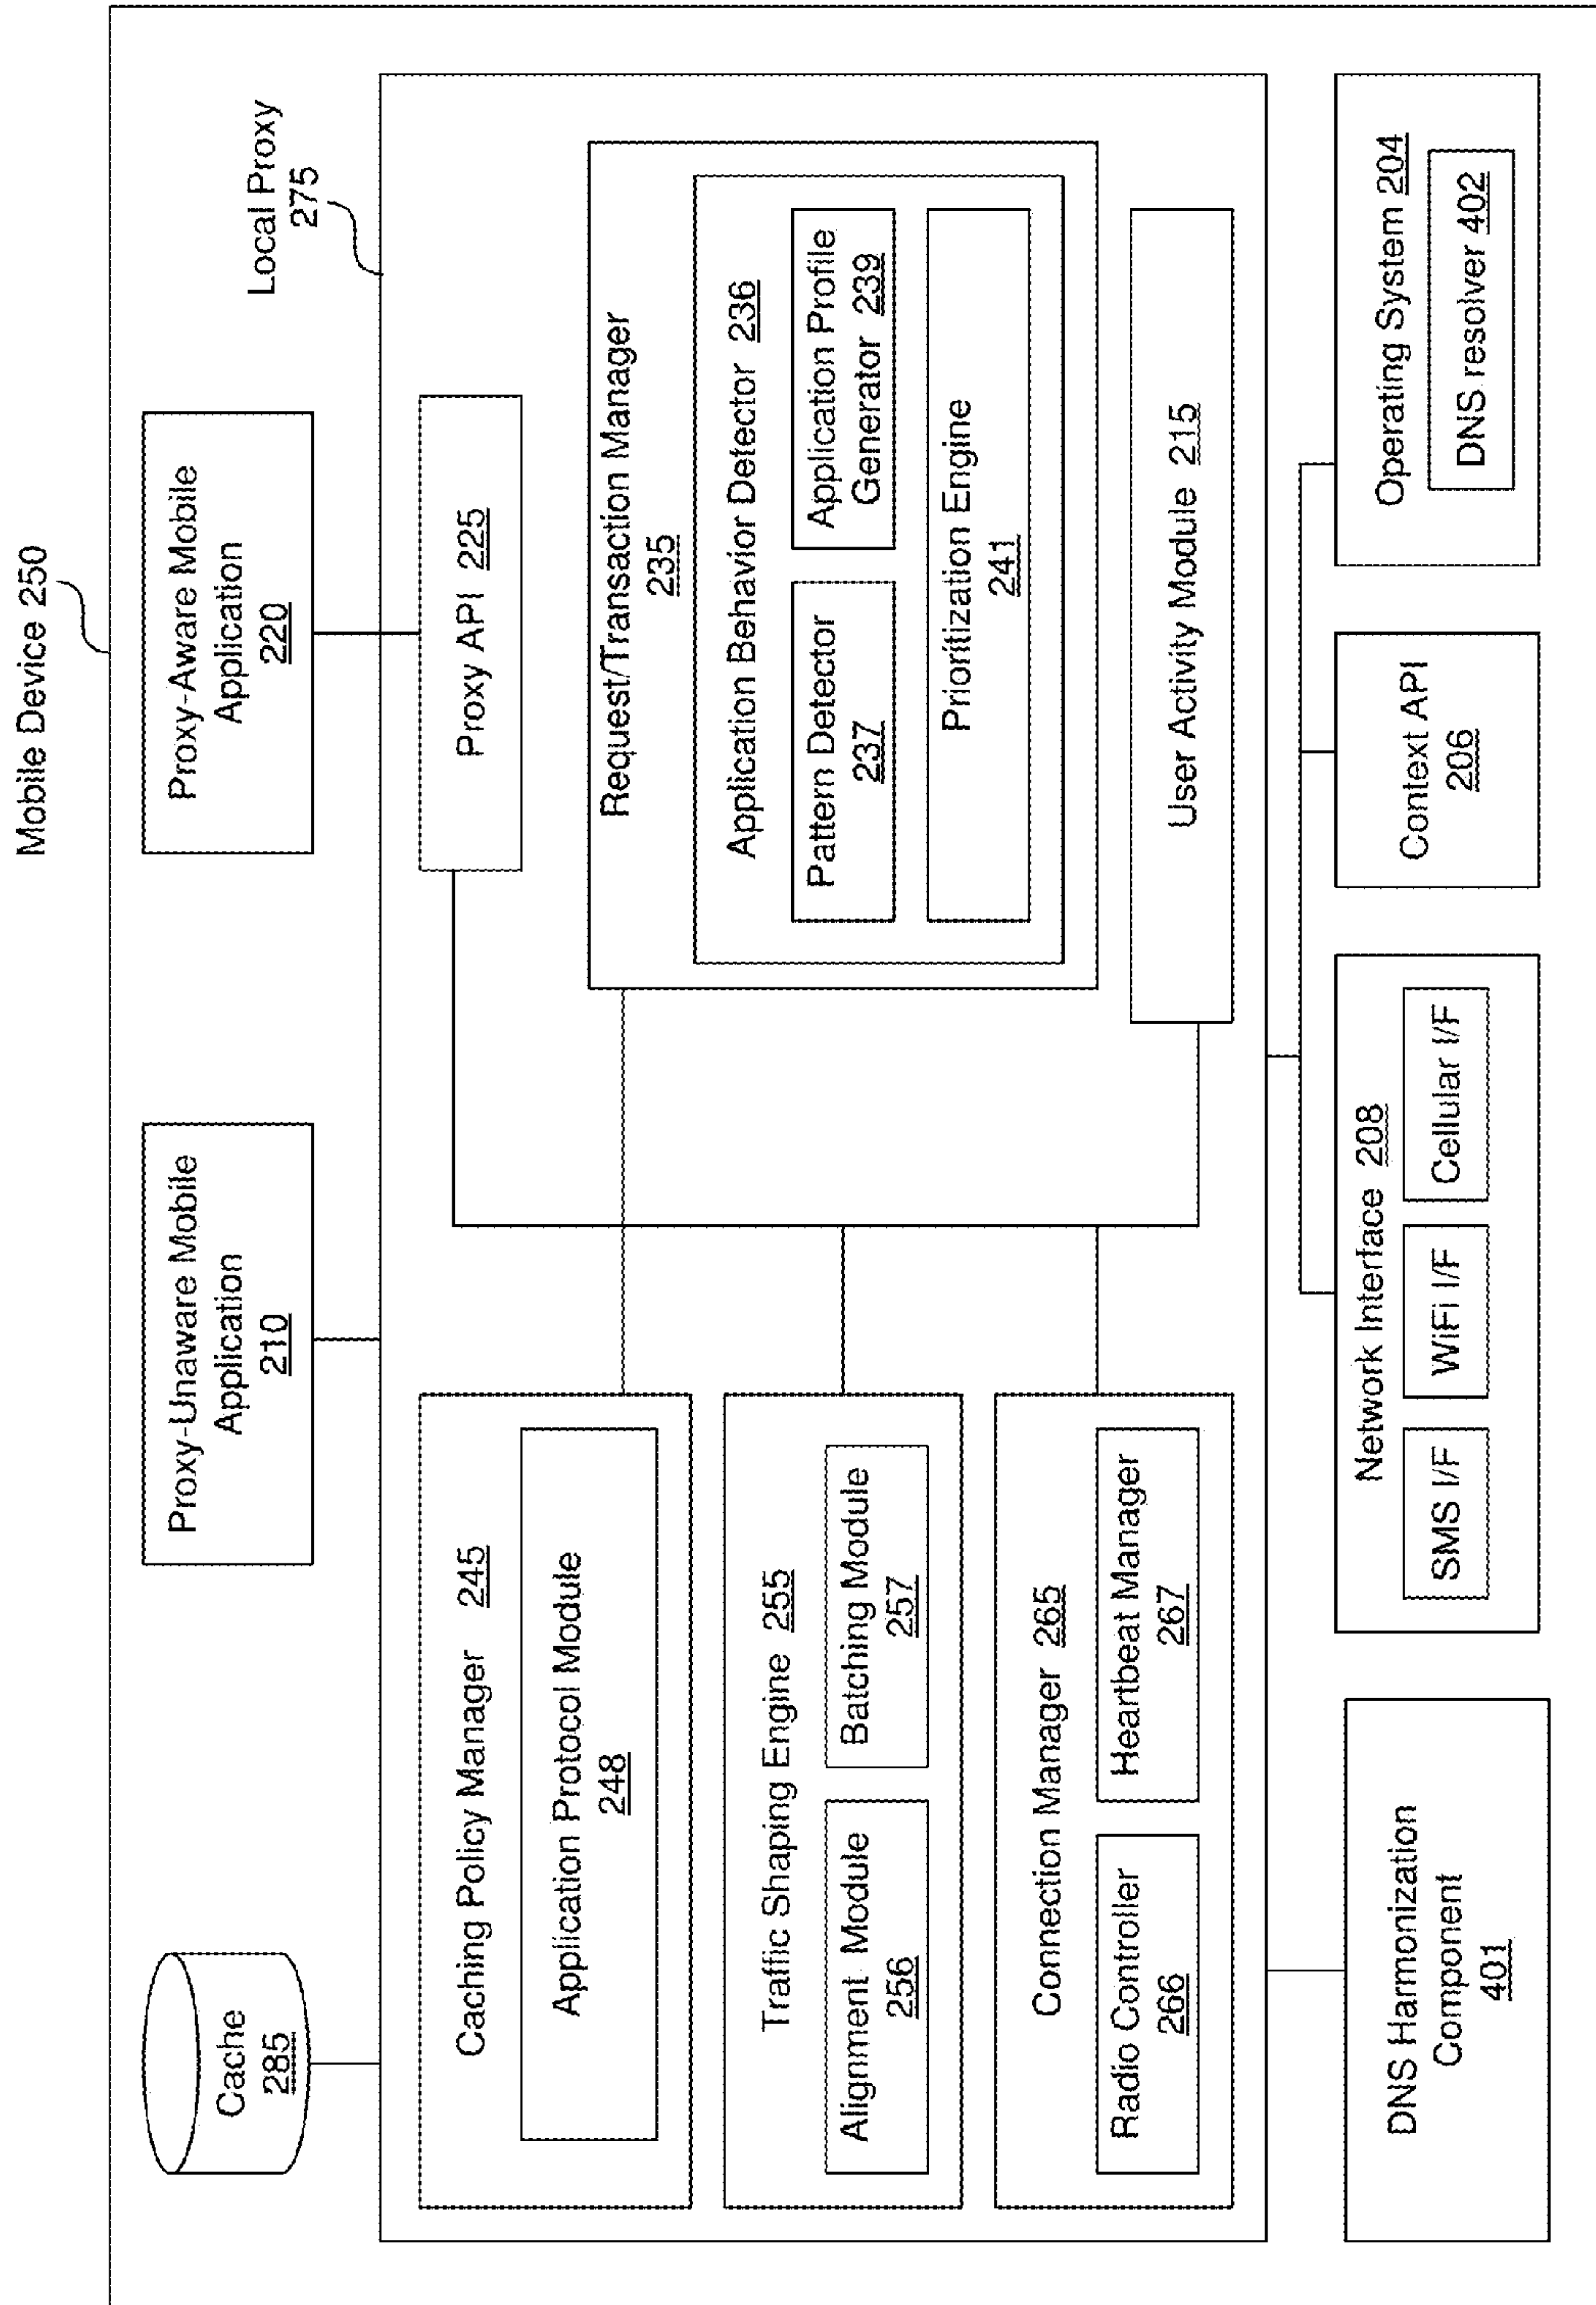 Mobile Device 250
Cache
285
Proxy-Unaware Mobile
Application
210
Proxy-Aware Mobile
Application
220
Local Proxy
275
Caching Policy Manager 245
Application Protocol Module
248
Traffic Shaping Engine 255
Alignment Module
256
Batching Module
257
Connection Manager 265
Radio Controller
266
Heartbeat Manager
267
Proxy API 225
Request/Transaction Manager
235
Application Behavior Detector 236
Pattern Detector
237
Application Profile
Generator 239
Prioritization Engine
241
User Activity Module 215
DNS Harmonization
Component
401
Network Interface 208
SMS I/F
WiFi I/F
Cellular I/F
Context API
206
Operating System 204
DNS resolver 402